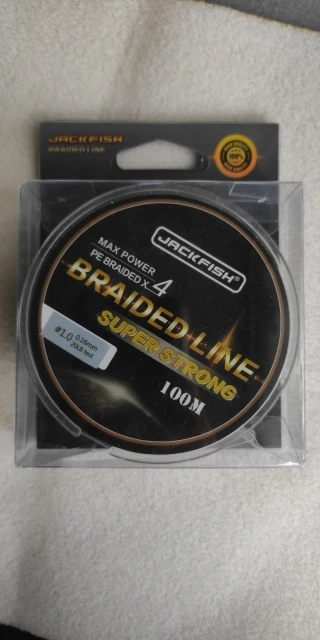 JACKFISH
BRAIDED LINE
100%
JACKFISH®
MAX POWER
PE BRAIDED X 4
BRAIDED LINE
SUPER STRONG
#1.0 0.16mm
20LB test
100M